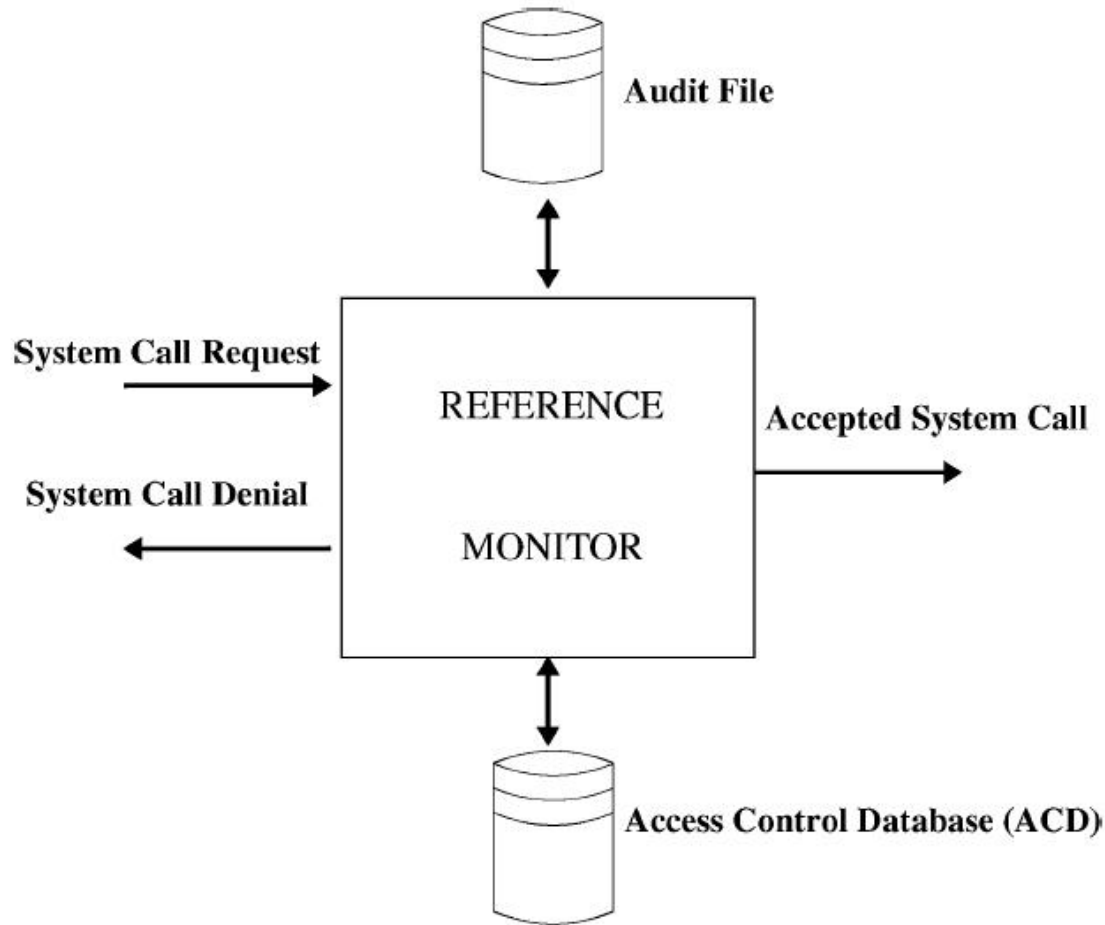 Audit File
System Call Request
REFERENCE
Accepted System Call
System Call Denial
MONITOR
Access Control Database (ACD)